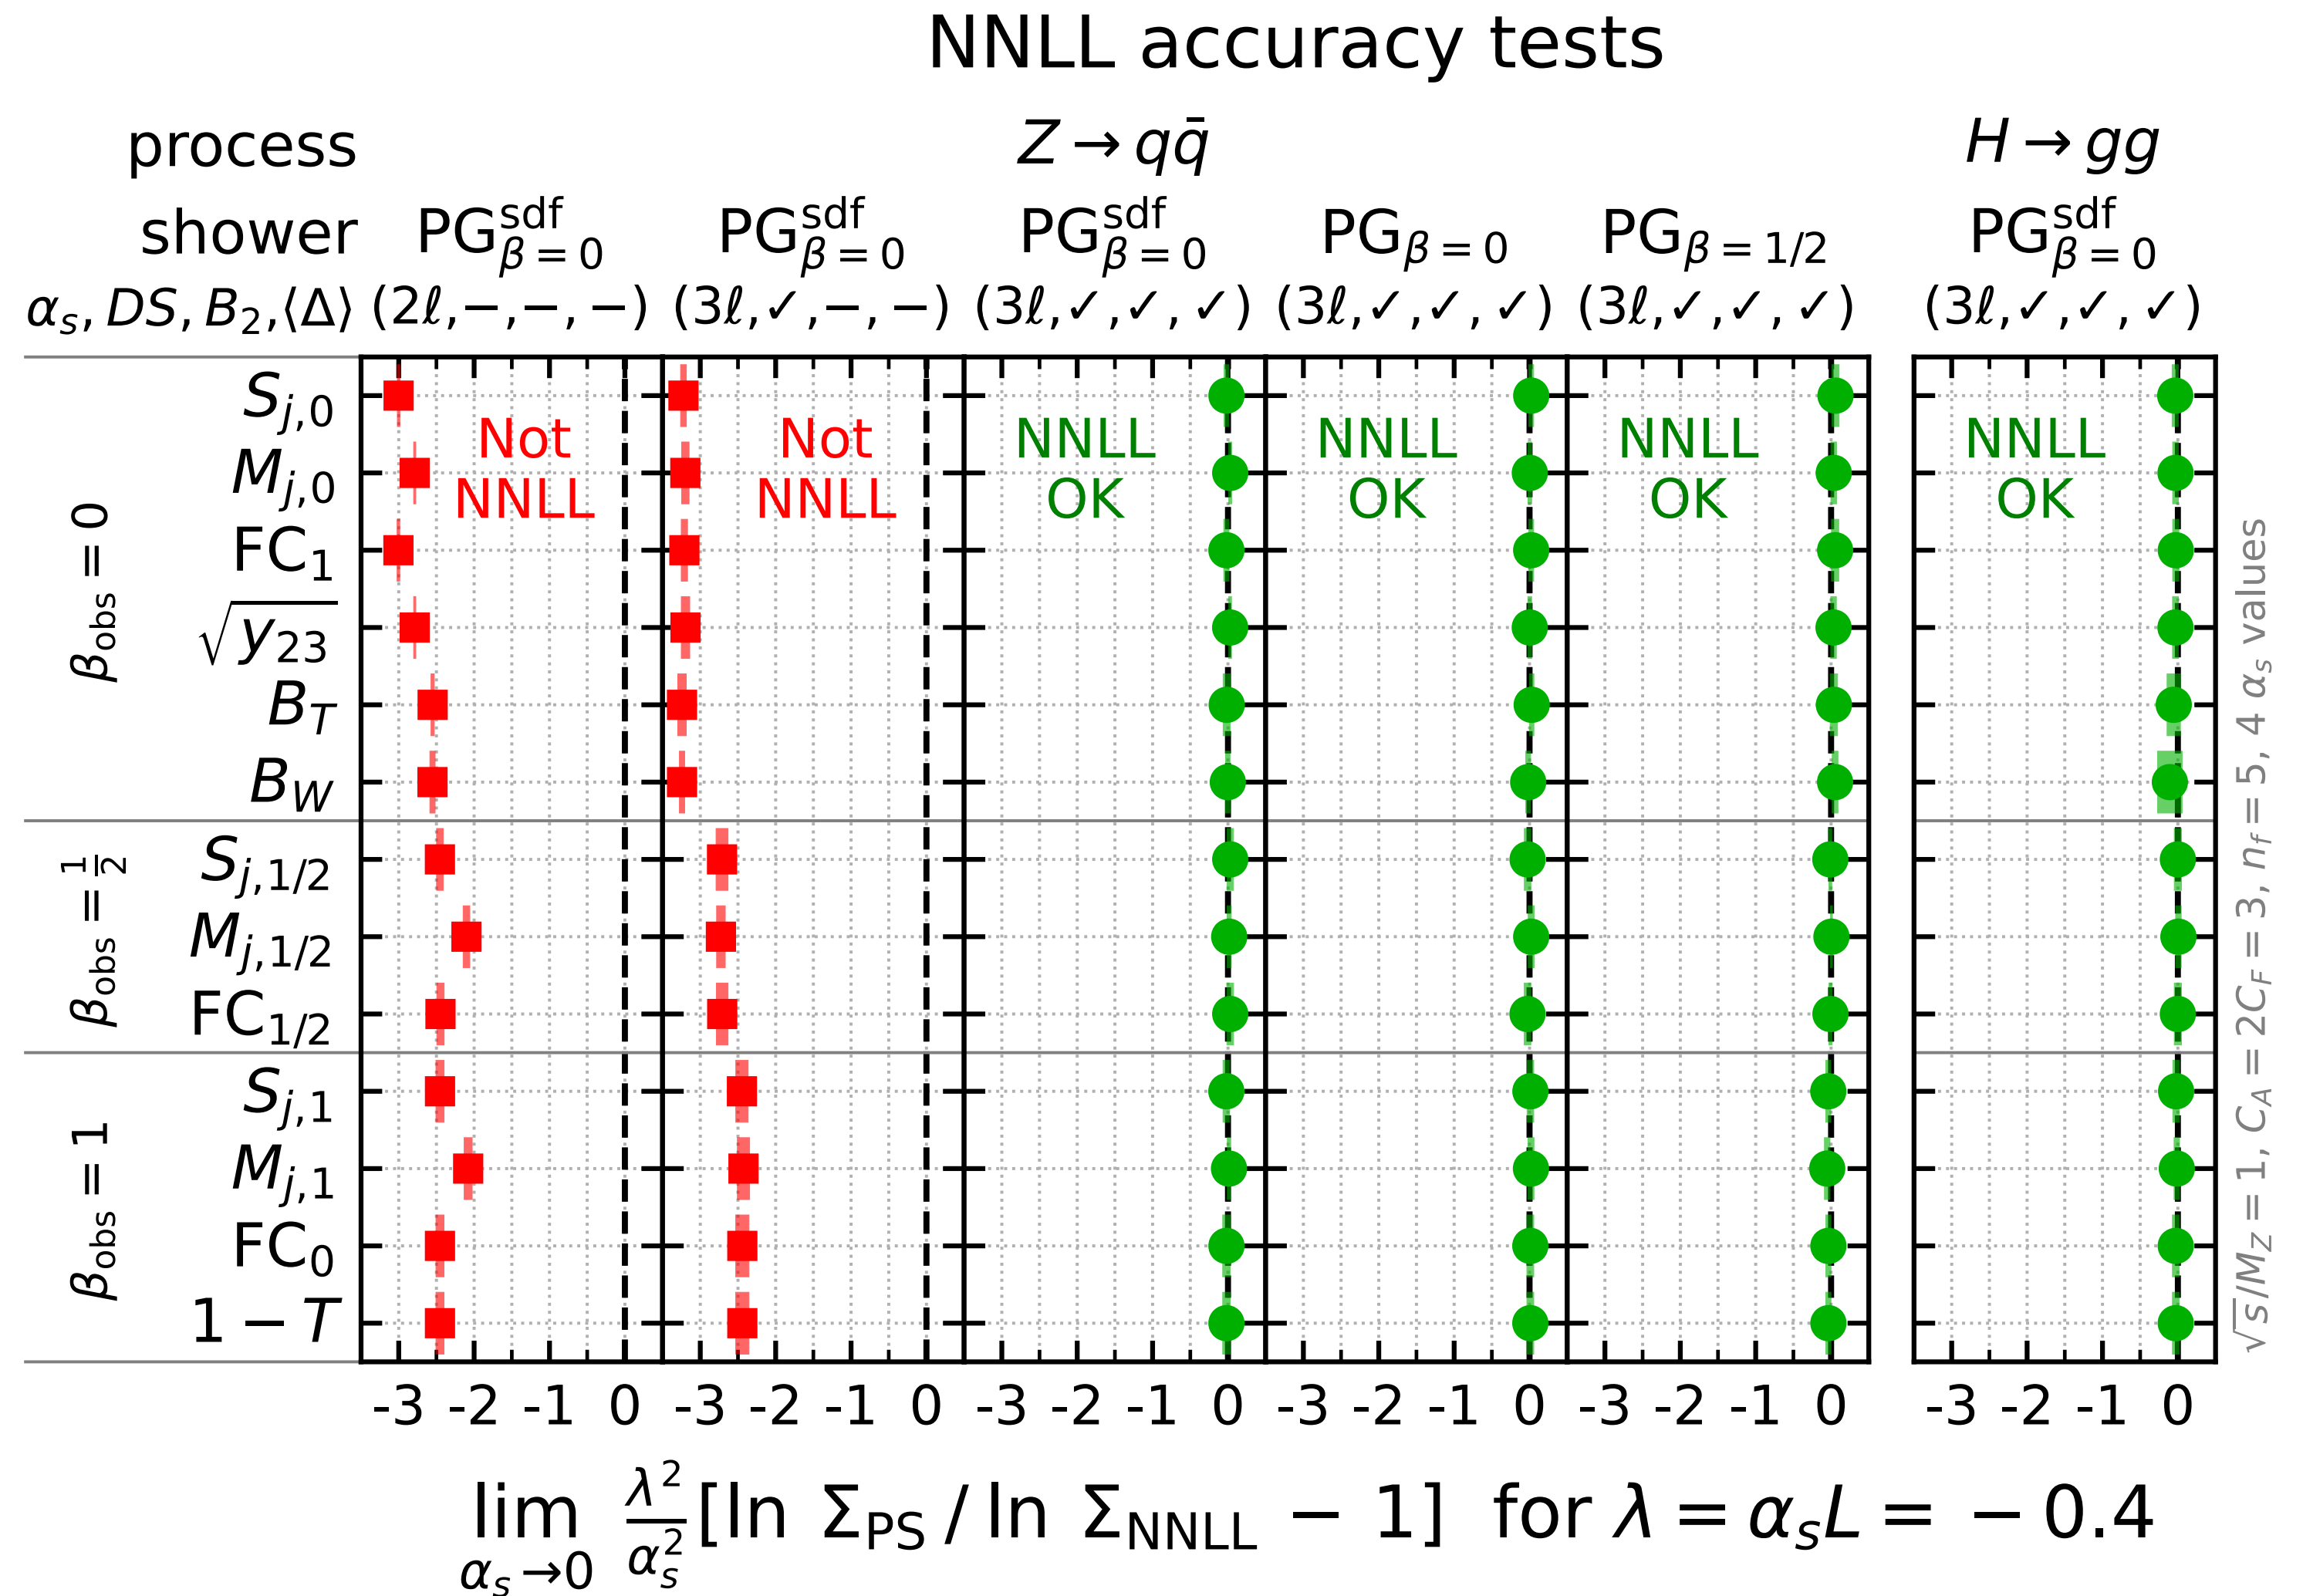 NNLL accuracy tests
process Z → qq̄ H → gg
shower PG^sdf_β=0 PG^sdf_β=0 PG^sdf_β=0 PG_β=0 PG_β=1/2 PG^sdf_β=0
α_s, DS, B_2, ⟨Δ⟩ (2ℓ,−,−,−) (3ℓ,✓,−,−) (3ℓ,✓,✓,✓) (3ℓ,✓,✓,✓) (3ℓ,✓,✓,✓) (3ℓ,✓,✓,✓)
Not Not NNLL NNLL NNLL NNLL
NNLL NNLL OK OK OK OK
β_obs = 0
S_j,0
M_j,0
FC_1
√y_23
B_T
B_W
β_obs = 1/2
S_j,1/2
M_j,1/2
FC_1/2
β_obs = 1
S_j,1
M_j,1
FC_0
1 − T
-3 -2 -1 0 -3 -2 -1 0 -3 -2 -1 0 -3 -2 -1 0 -3 -2 -1 0 -3 -2 -1 0
lim_{α_s→0} λ²/α_s² [ln Σ_PS / ln Σ_NNLL − 1] for λ = α_s L = −0.4
√s/M_Z = 1, C_A = 2C_F = 3, n_f = 5, 4 α_s values